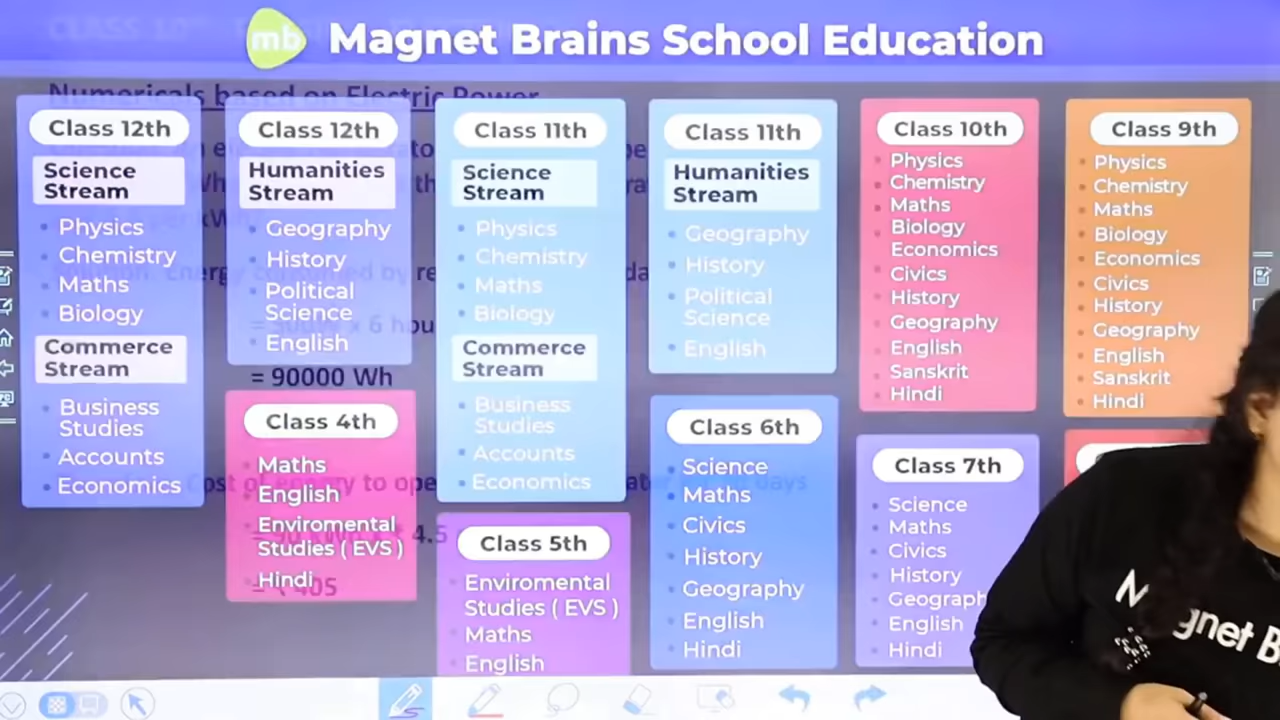 mb Magnet Brains School Education
Numericals based on Electric Power
Class 12th
Science
Stream
Physics
Chemistry
Maths
Biology
Commerce
Stream
Business
Studies
Accounts
Economics
Class 12th
Humanities
Stream
Geography
History
Political
Science
English
= 90000 Wh
Class 4th
Maths
English
Enviromental
Studies ( EVS )
Hindi
Class 11th
Science
Stream
Physics
Chemistry
Maths
Biology
Commerce
Stream
Business
Studies
Accounts
Economics
Class 5th
Enviromental
Studies ( EVS )
Maths
English
Class 11th
Humanities
Stream
Geography
History
Political
Science
English
Class 6th
Science
Maths
Civics
History
Geography
English
Hindi
Class 10th
Physics
Chemistry
Maths
Biology
Economics
Civics
History
Geography
English
Sanskrit
Hindi
Class 7th
Science
Maths
Civics
History
Geograph
English
Hindi
Class 9th
Physics
Chemistry
Maths
Biology
Economics
Civics
History
Geography
English
Sanskrit
Hindi